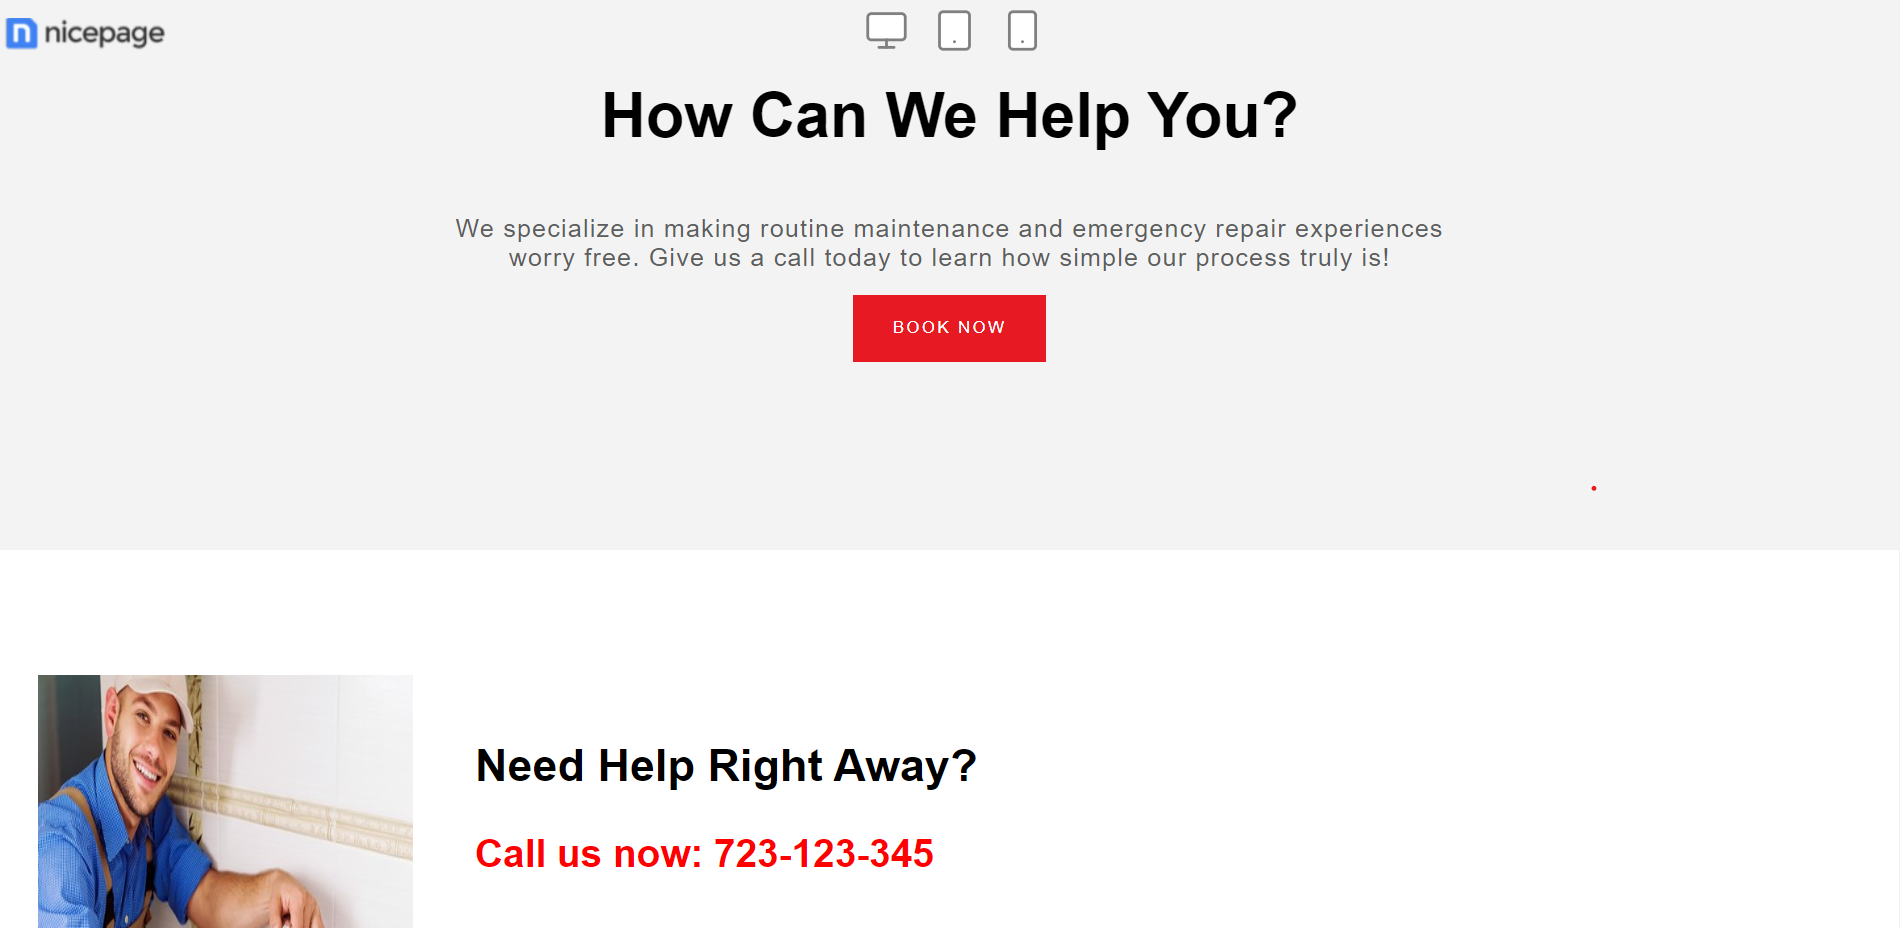 nicepage
How Can We Help You?
We specialize in making routine maintenance and emergency repair experiences
worry free. Give us a call today to learn how simple our process truly is!
BOOK NOW
Need Help Right Away?
Call us now: 723-123-345